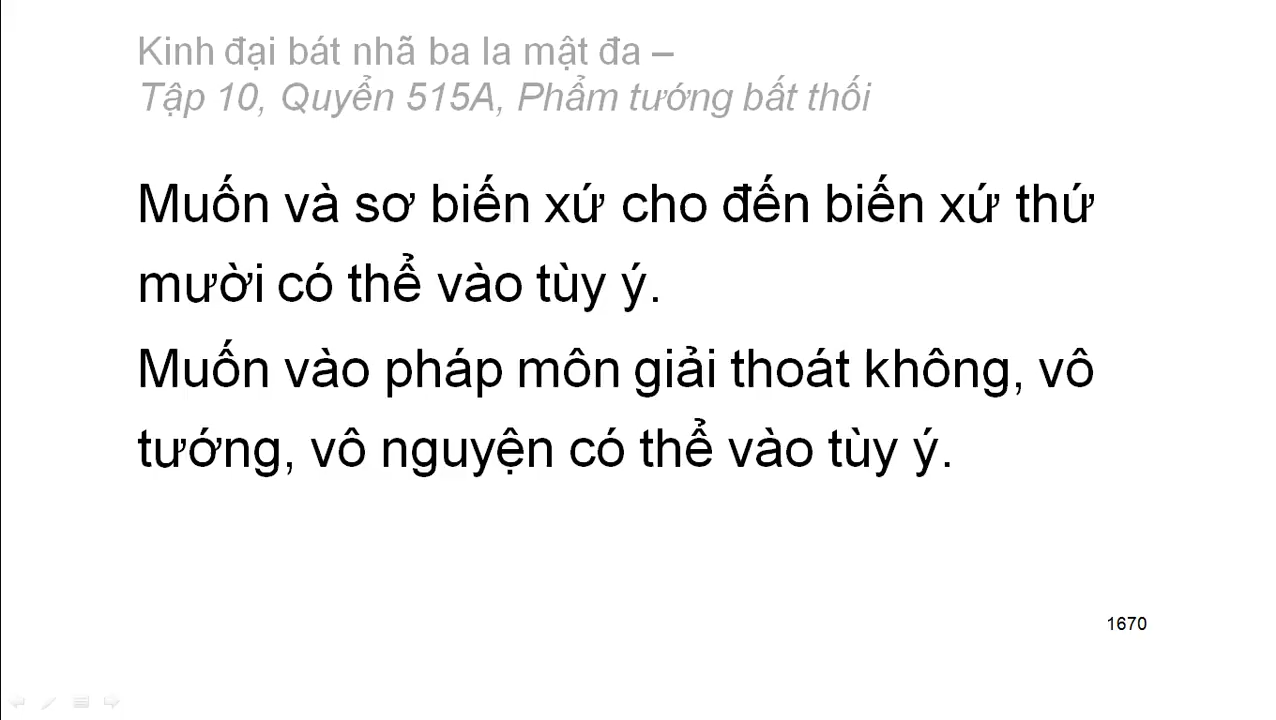 Kinh đại bát nhã ba la mật đa –
Tập 10, Quyển 515A, Phẩm tướng bất thối
Muốn và sơ biến xứ cho đến biến xứ thứ
mười có thể vào tùy ý.
Muốn vào pháp môn giải thoát không, vô
tướng, vô nguyện có thể vào tùy ý.
1670